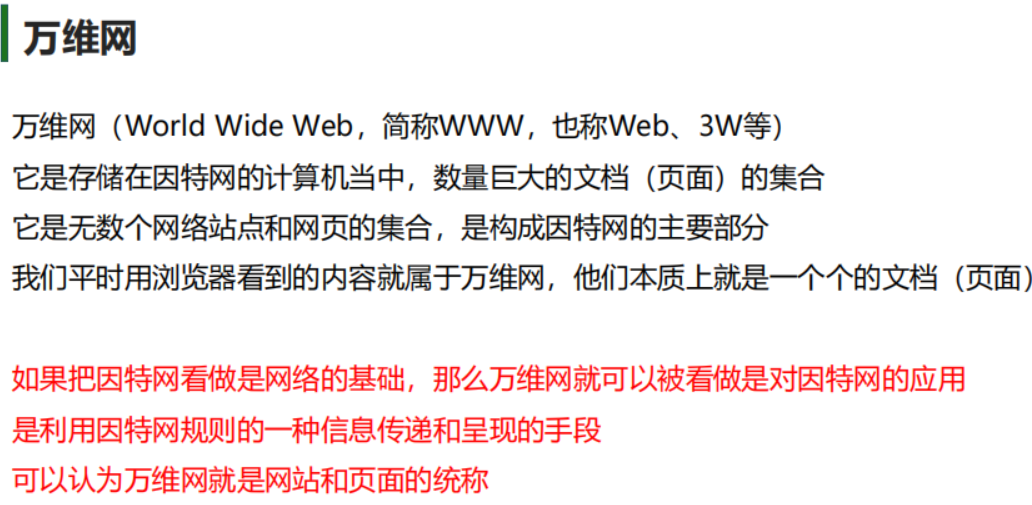 万维网
万维网（World Wide Web，简称WWW，也称Web、3W等）
它是存储在因特网的计算机当中，数量巨大的文档（页面）的集合
它是无数个网络站点和网页的集合，是构成因特网的主要部分
我们平时用浏览器看到的内容就属于万维网，他们本质上就是一个个的文档（页面）
如果把因特网看做是网络的基础，那么万维网就可以被看做是对因特网的应用
是利用因特网规则的一种信息传递和呈现的手段
可以认为万维网就是网站和页面的统称